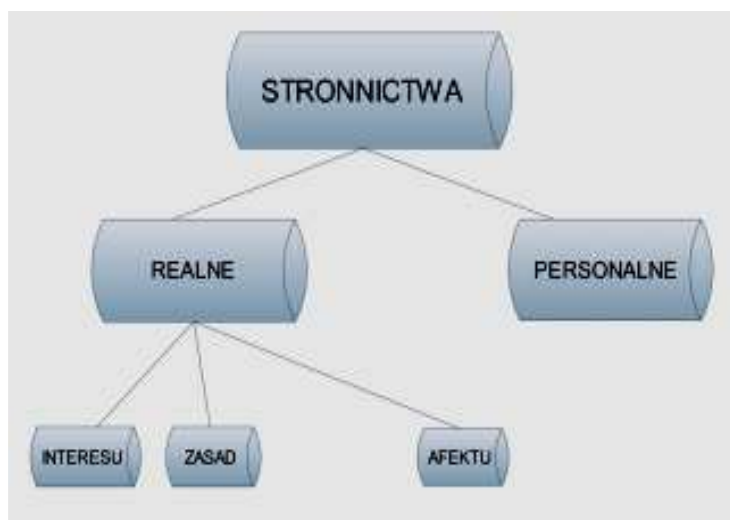 STRONNICTWA
REALNE
PERSONALNE
INTERESU
ZASAD
AFEKTU